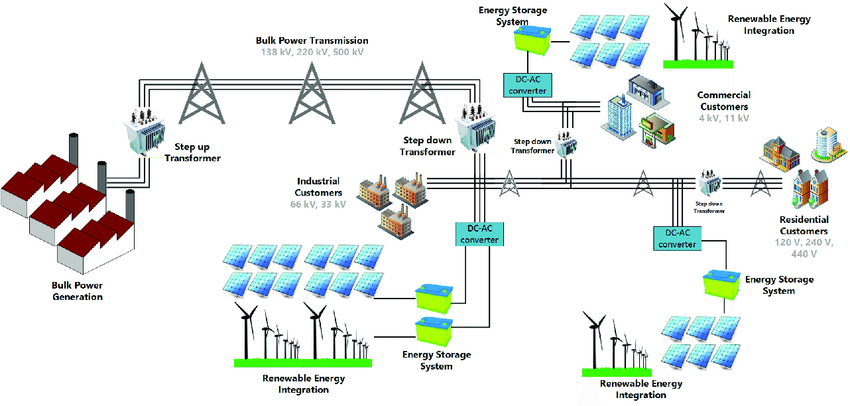 Energy Storage
System
Renewable Energy
Integration
Bulk Power Transmission
138 kV, 220 kV, 500 kV
DC-AC
converter
Commercial
Customers
4 kV, 11 kV
Step up
Transformer
Step down
Transformer
Step down
Transformer
Industrial
Customers
66 kV, 33 kV
Step down
Transformer
Residential
Customers
120 V, 240 V,
440 V
DC-AC
converter
DC-AC
converter
Bulk Power
Generation
Energy Storage
System
Energy Storage
System
Renewable Energy
Integration
Renewable Energy
Integration